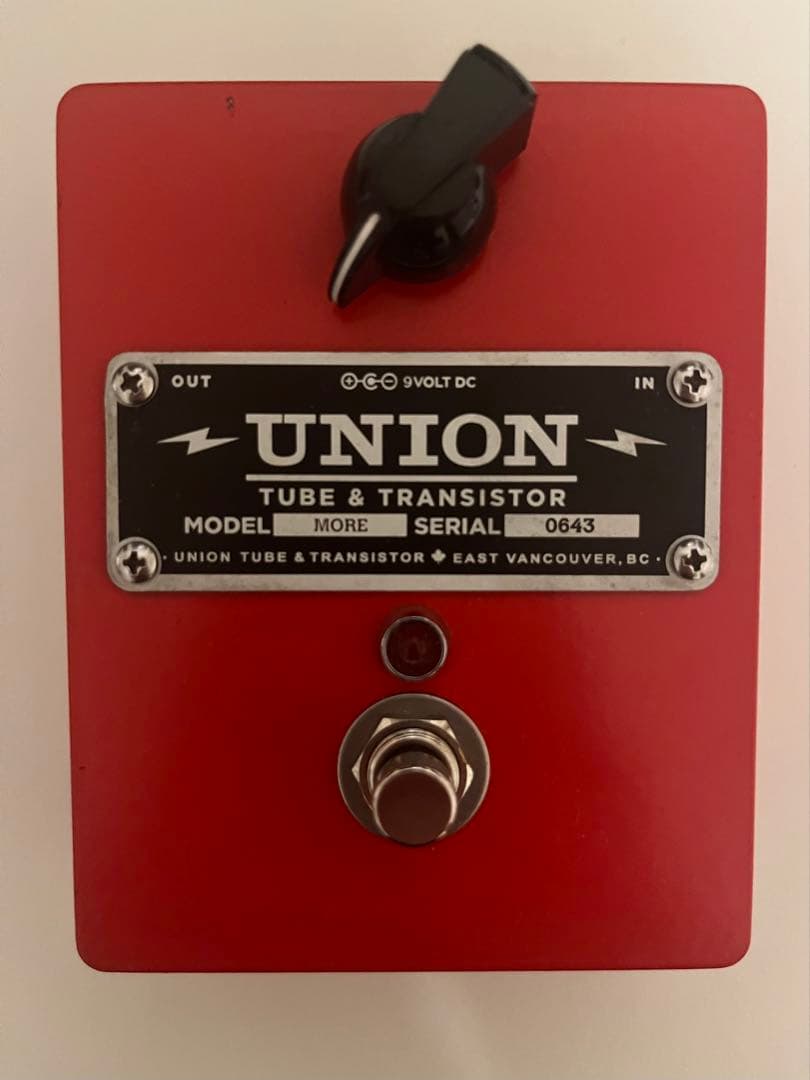 OUT 9VOLT DC IN
UNION
TUBE & TRANSISTOR
MODEL MORE SERIAL 0643
· UNION TUBE & TRANSISTOR 🍁 EAST VANCOUVER, BC ·